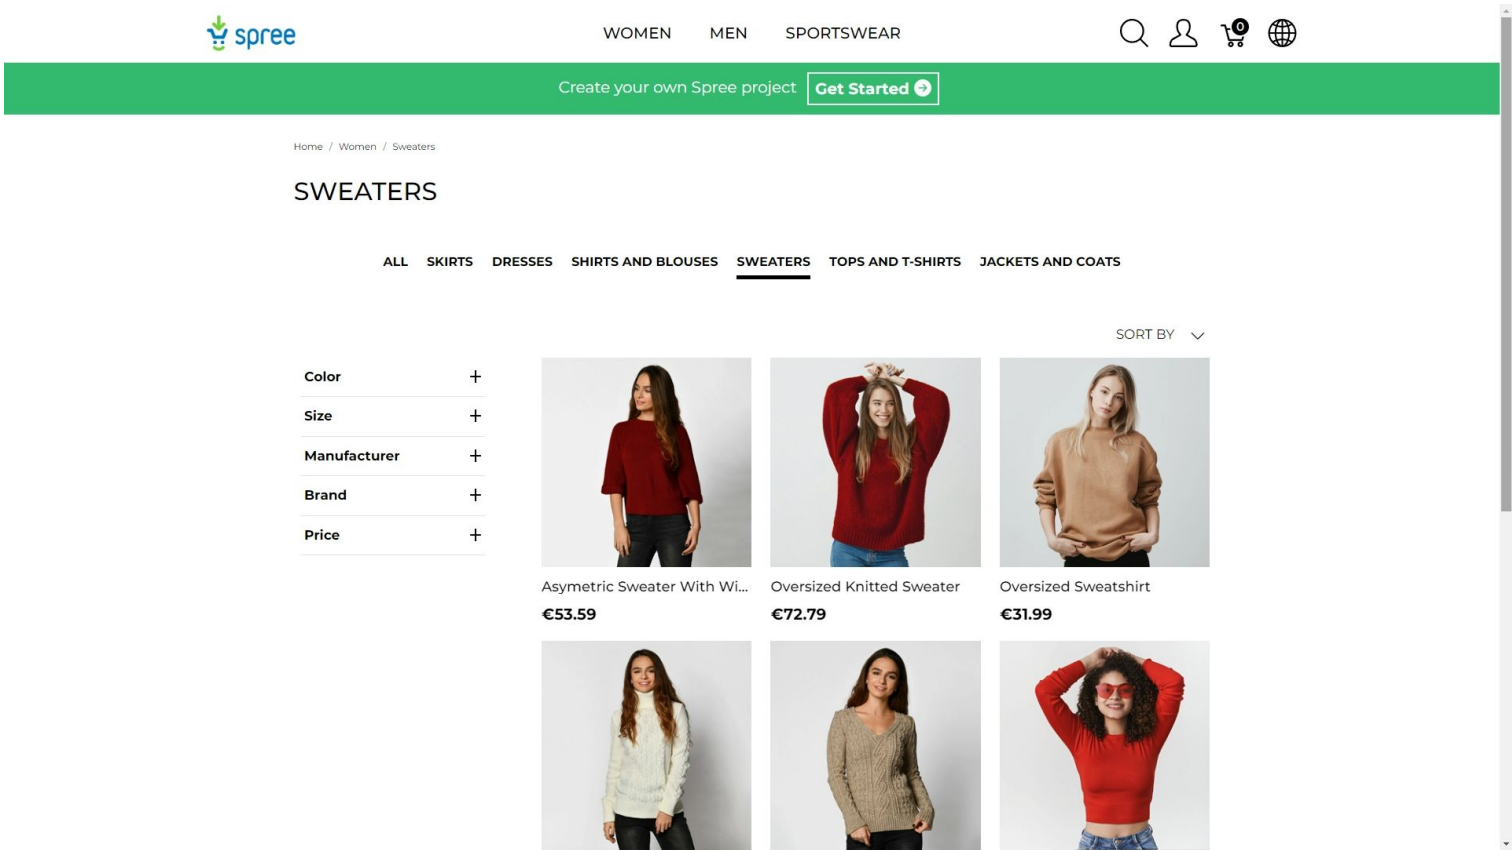 spree
WOMEN MEN SPORTSWEAR
0
Create your own Spree project Get Started
Home / Women / Sweaters
SWEATERS
ALL SKIRTS DRESSES SHIRTS AND BLOUSES SWEATERS TOPS AND T-SHIRTS JACKETS AND COATS
SORT BY
Color +
Size +
Manufacturer +
Brand +
Price +
Asymetric Sweater With Wi... Oversized Knitted Sweater Oversized Sweatshirt
€53.59 €72.79 €31.99